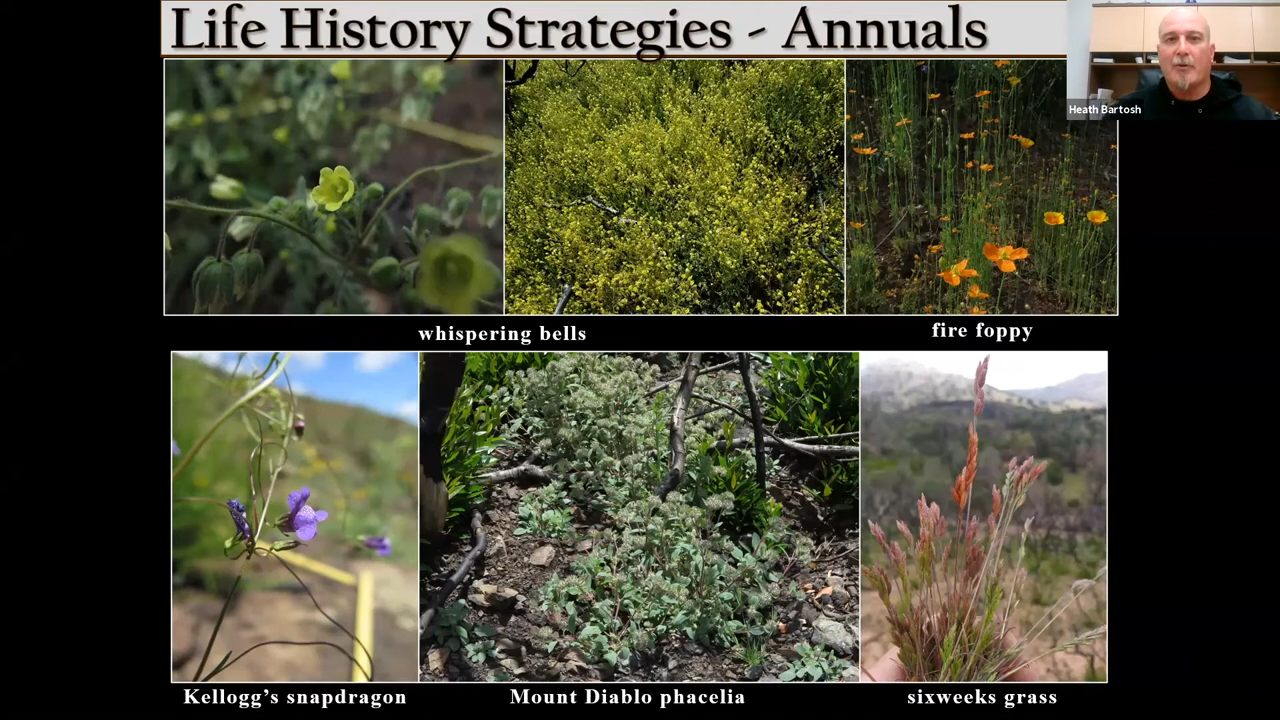 Life History Strategies - Annuals
Heath Bartosh
whispering bells
fire foppy
Kellogg's snapdragon
Mount Diablo phacelia
sixweeks grass